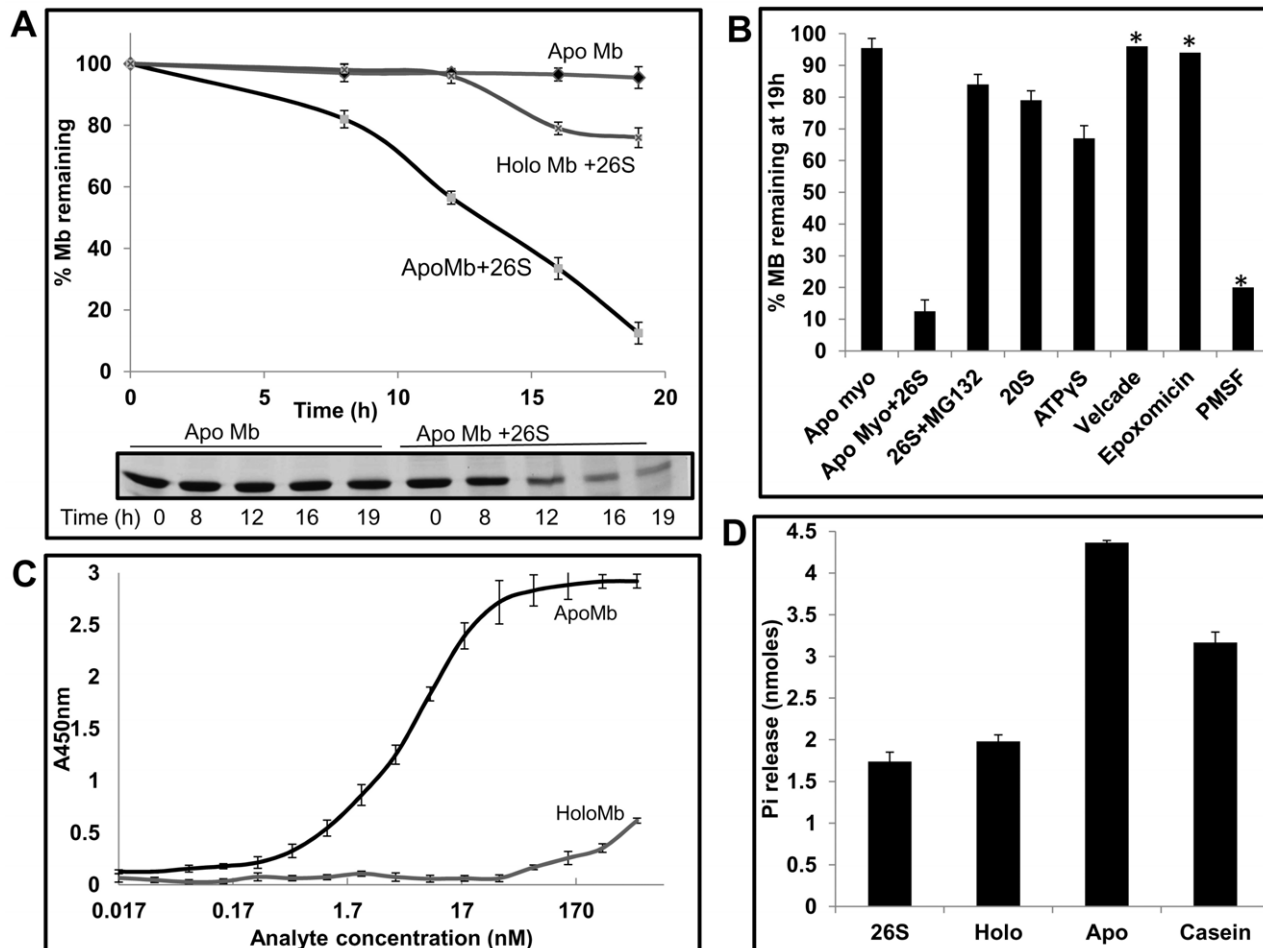 A
% Mb remaining
100
80
60
40
20
0
Apo Mb
Holo Mb +26S
ApoMb+26S
0 5 10 15 20
Time (h)
Apo Mb Apo Mb +26S
Time (h) 0 8 12 16 19 0 8 12 16 19
B
% MB remaining at 19h
100
90
80
70
60
50
40
30
20
10
0
* * *
Apo myo
Apo Myo+26S
26S+MG132
20S
ATPγS
Velcade
Epoxomicin
PMSF
C
A450nm
3
2.5
2
1.5
1
0.5
0
ApoMb
HoloMb
0.017 0.17 1.7 17 170
Analyte concentration (nM)
D
Pi release (nmoles)
4.5
4
3.5
3
2.5
2
1.5
1
0.5
0
26S Holo Apo Casein